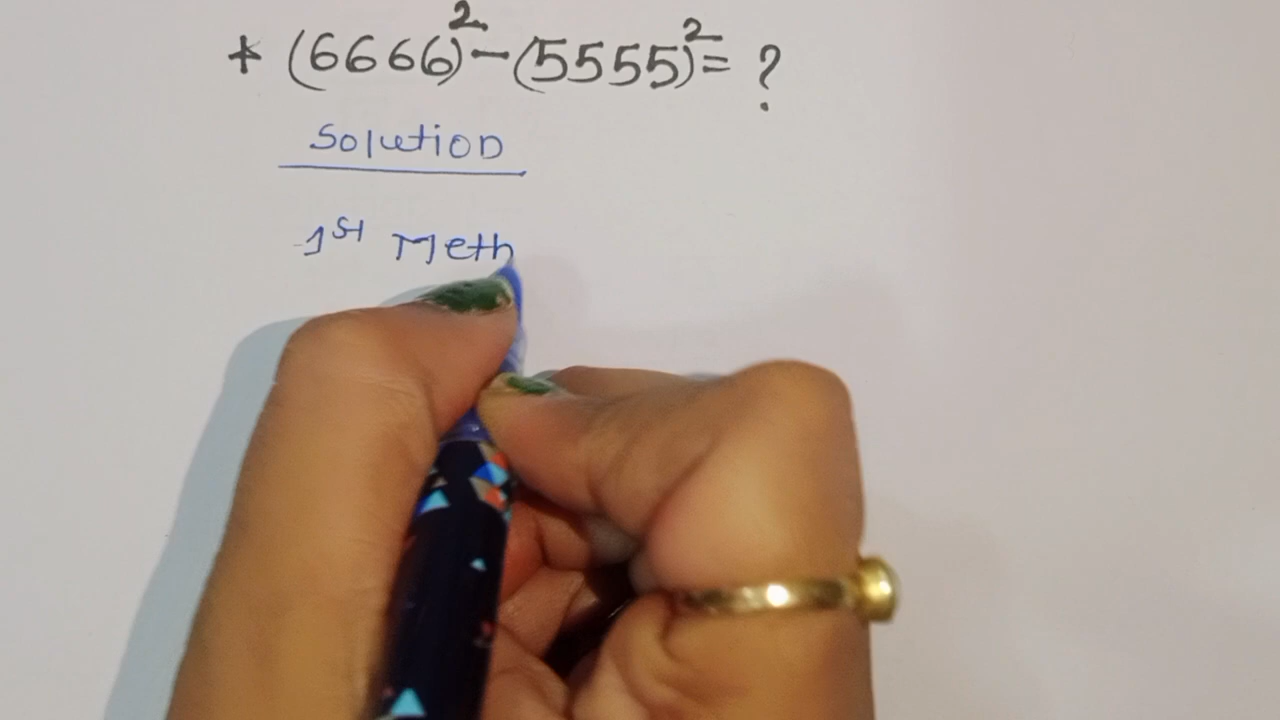 * (6666)² - (5555)² = ?
Solution
1st Meth